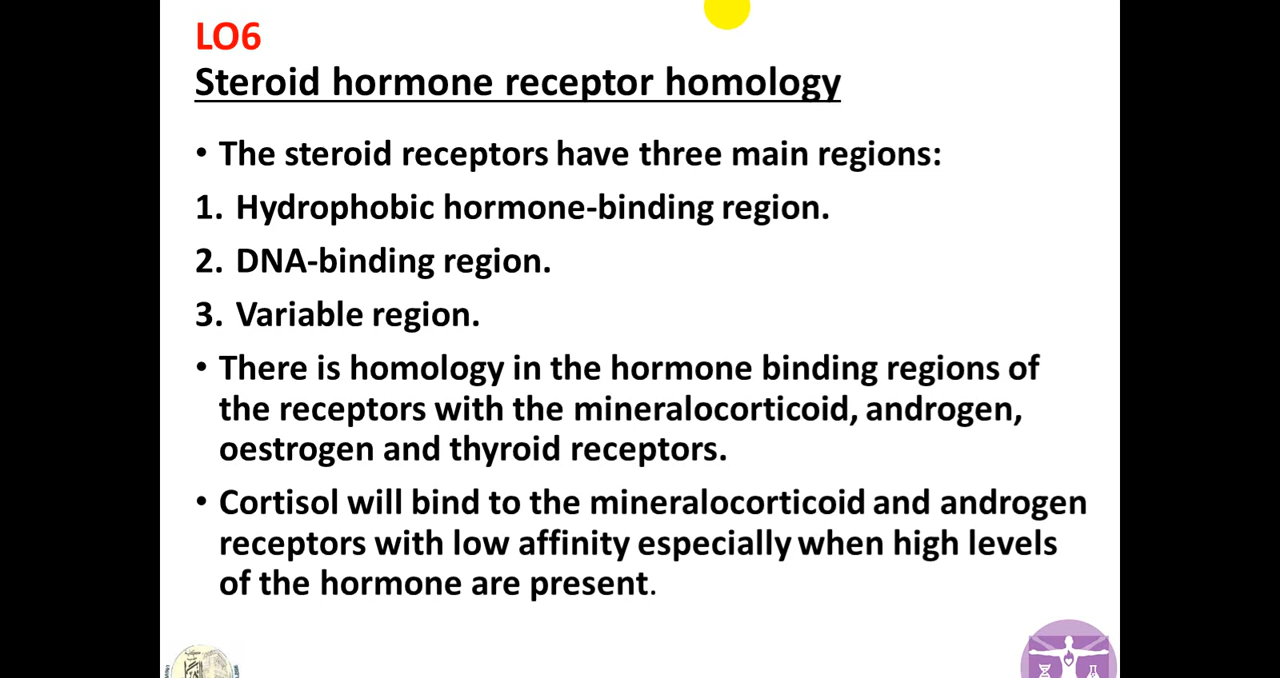 LO6
Steroid hormone receptor homology
• The steroid receptors have three main regions:
1. Hydrophobic hormone-binding region.
2. DNA-binding region.
3. Variable region.
• There is homology in the hormone binding regions of
the receptors with the mineralocorticoid, androgen,
oestrogen and thyroid receptors.
• Cortisol will bind to the mineralocorticoid and androgen
receptors with low affinity especially when high levels
of the hormone are present.